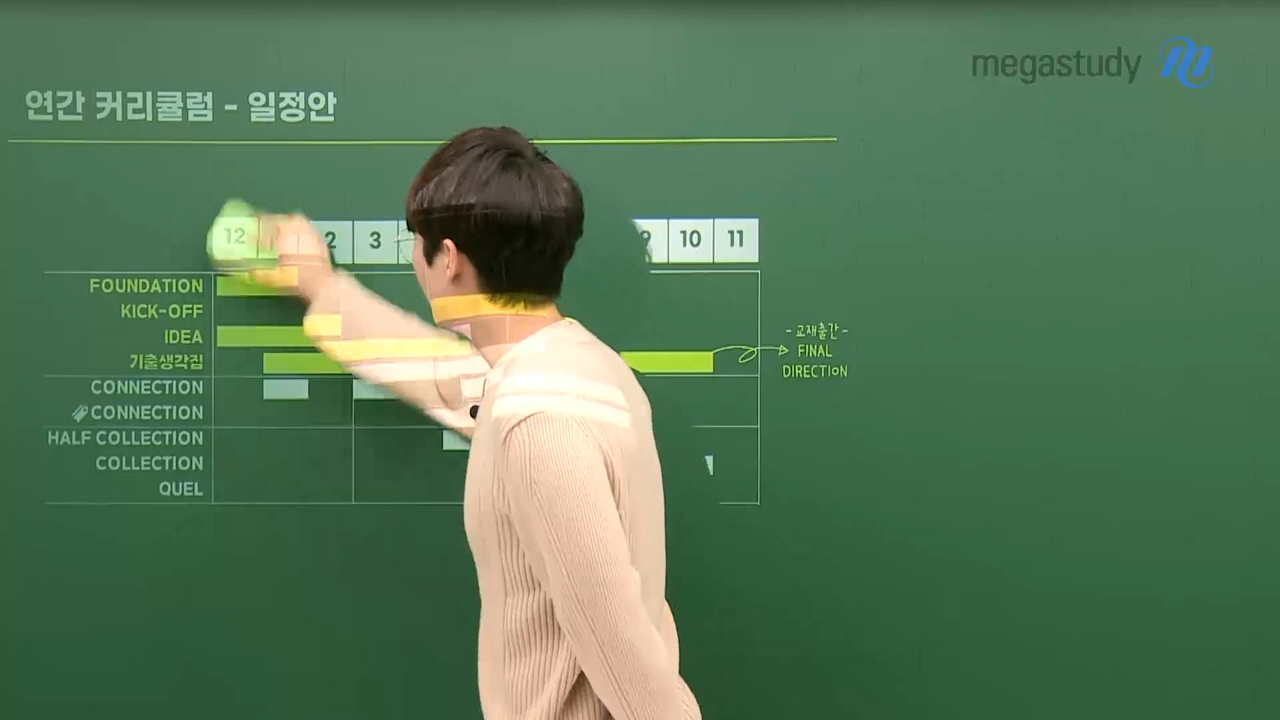 megastudy
연간 커리큘럼 - 일정안
12 2 3 9 10 11
FOUNDATION
KICK-OFF
IDEA
기출생각집
CONNECTION
CONNECTION
HALF COLLECTION
COLLECTION
QUEL
- 교재출간 -
FINAL
DIRECTION